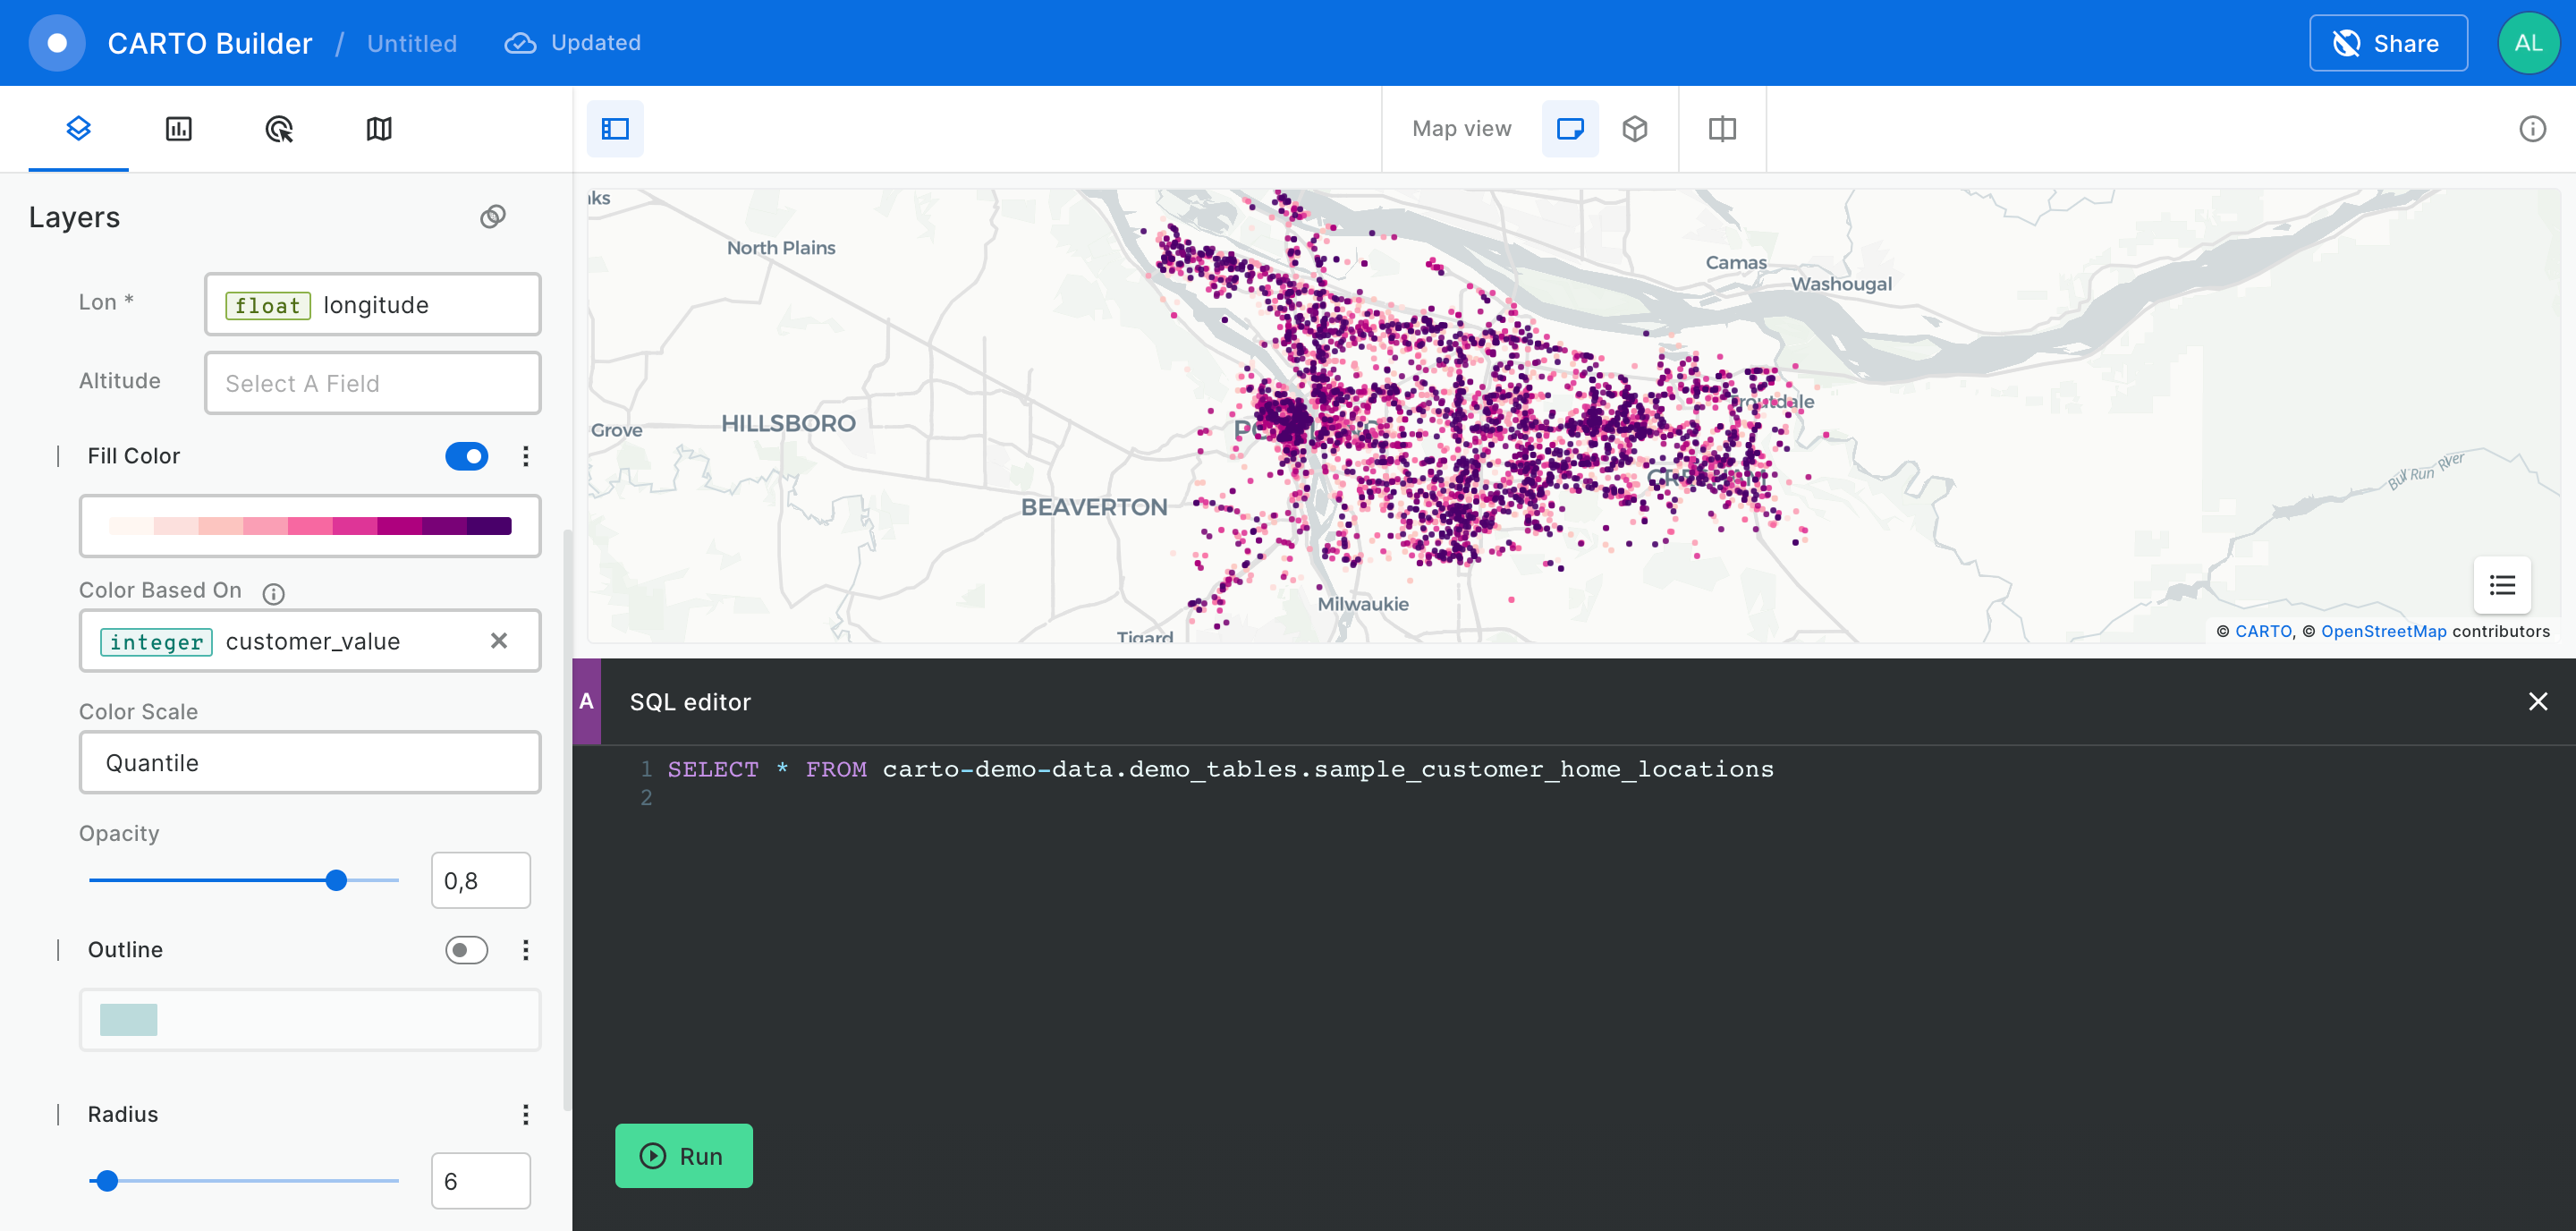 CARTO Builder / Untitled Updated
Share
AL
Map view
Layers
Lon *
float longitude
Altitude
Select A Field
Fill Color
Color Based On
integer customer_value
Color Scale
Quantile
Opacity
0,8
Outline
Radius
6
North Plains
Camas
Washougal
HILLSBORO
Grove
Troutdale
BEAVERTON
Bull Run River
Milwaukie
Tigard
© CARTO, © OpenStreetMap contributors
A
SQL editor
1 SELECT * FROM carto-demo-data.demo_tables.sample_customer_home_locations
2
Run